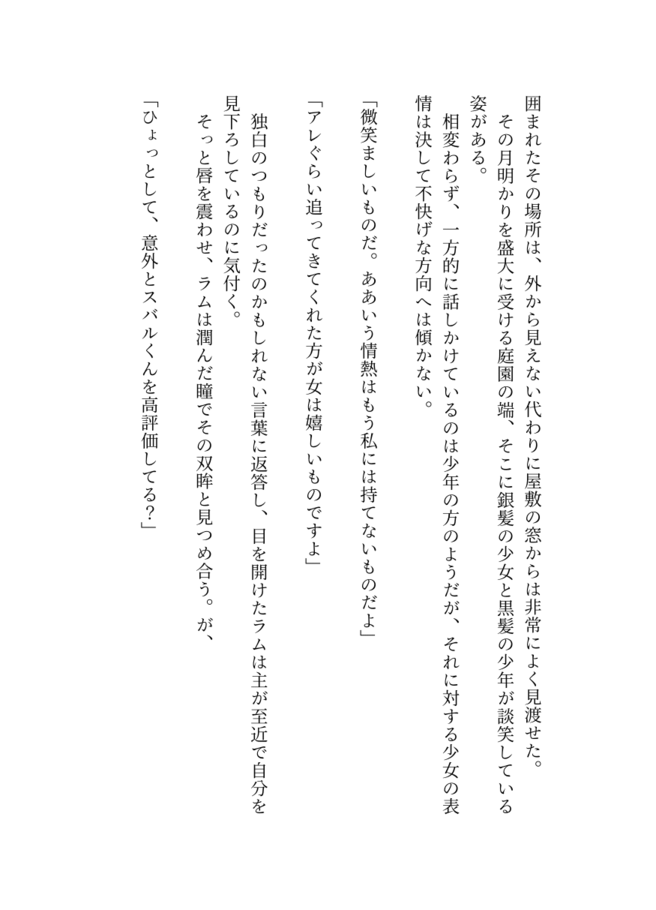 囲まれたその場所は、外から見えない代わりに屋敷の窓からは非常によく見渡せた。
　その月明かりを盛大に受ける庭園の端、そこに銀髪の少女と黒髪の少年が談笑している
姿がある。
　相変わらず、一方的に話しかけているのは少年の方のようだが、それに対する少女の表
情は決して不快げな方向へは傾かない。
「微笑ましいものだ。ああいう情熱はもう私には持てないものだよ」
「アレぐらい追ってきてくれた方が女は嬉しいものですよ」
　独白のつもりだったのかもしれない言葉に返答し、目を開けたラムは主が至近で自分を
見下ろしているのに気付く。
　そっと唇を震わせ、ラムは潤んだ瞳でその双眸と見つめ合う。が、
「ひょっとして、意外とスバルくんを高評価してる？」